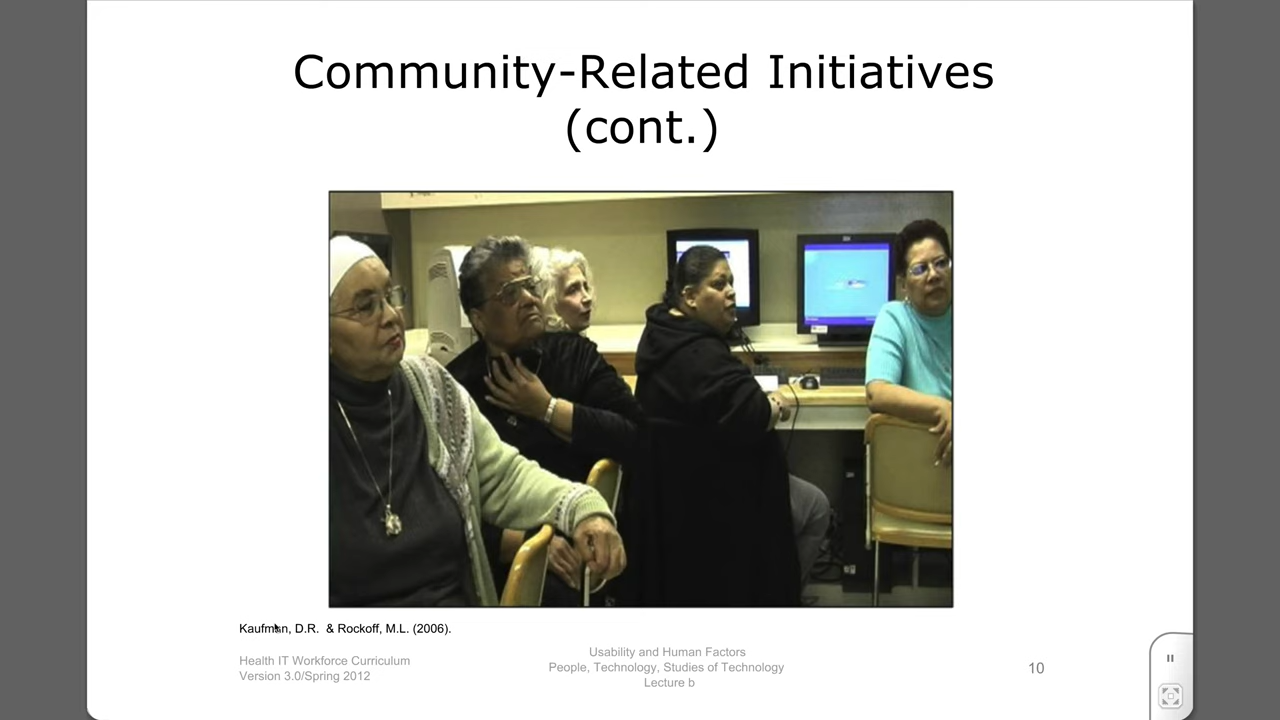 Community-Related Initiatives
(cont.)
Kaufman, D.R. & Rockoff, M.L. (2006).
Health IT Workforce Curriculum
Version 3.0/Spring 2012
Usability and Human Factors
People, Technology, Studies of Technology
Lecture b
10